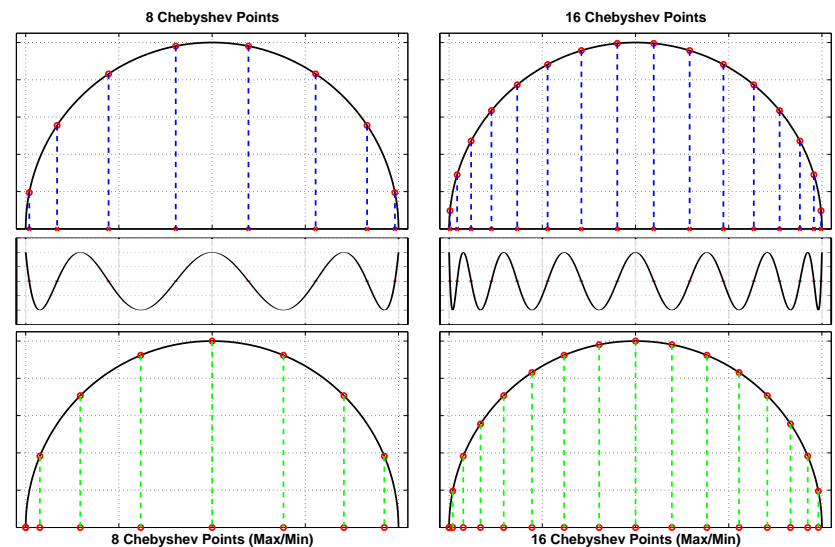 8 Chebyshev Points
16 Chebyshev Points
8 Chebyshev Points (Max/Min)
16 Chebyshev Points (Max/Min)